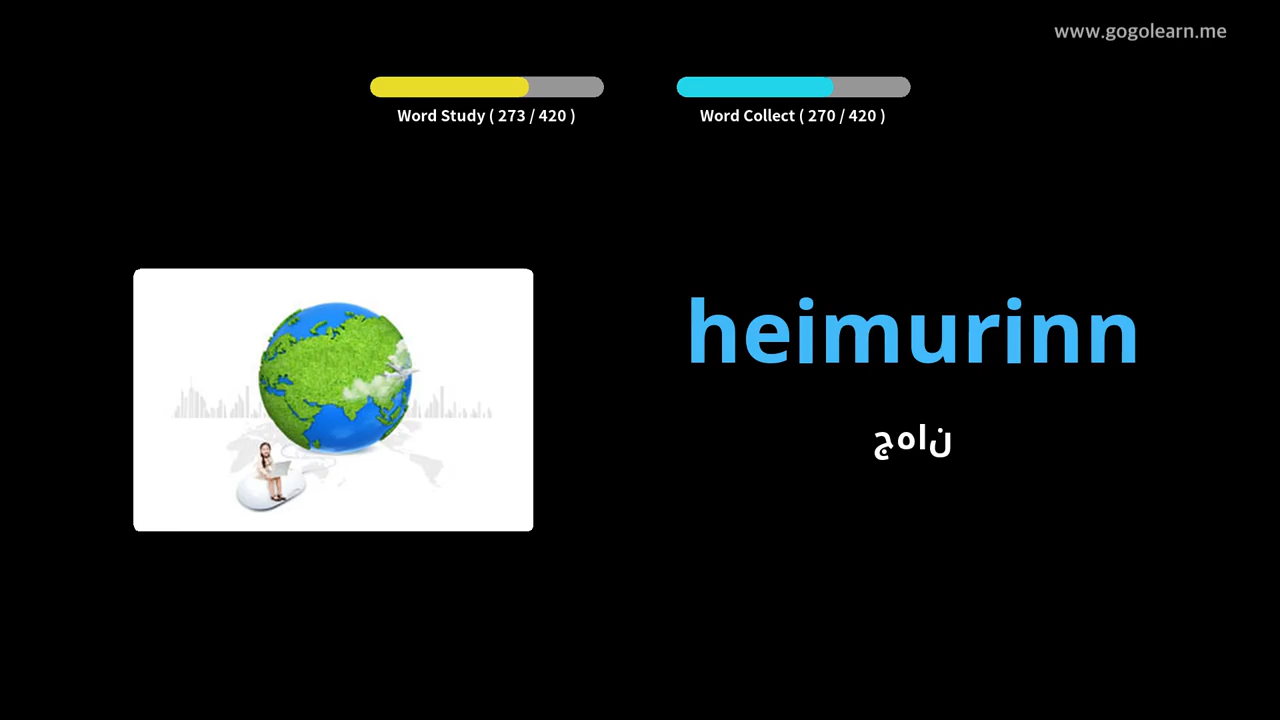 www.gogolearn.me
Word Study ( 273 / 420 )
Word Collect ( 270 / 420 )
heimurinn
جهان